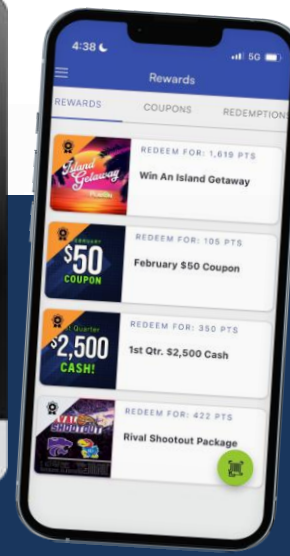 4:38
5G
Rewards
REWARDS
COUPONS
REDEMPTION
REDEEM FOR: 1,619 PTS
Win An Island Getaway
Island
Getaway
REDEEM FOR: 105 PTS
February $50 Coupon
$50
COUPON
REDEEM FOR: 350 PTS
1st Qtr. $2,500 Cash
Quarter
$2,500
CASH!
REDEEM FOR: 422 PTS
Rival Shootout Package
SHOOTOUT